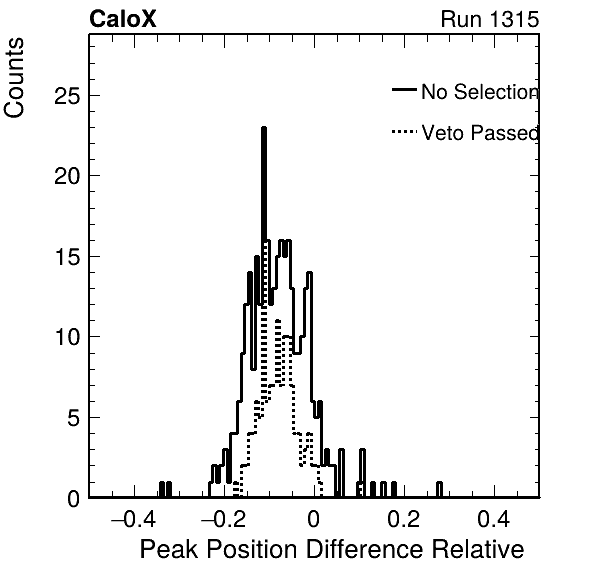 CaloX Run 1315
Counts
No Selection
Veto Passed
25
20
15
10
5
0
−0.4 −0.2 0 0.2 0.4
Peak Position Difference Relative